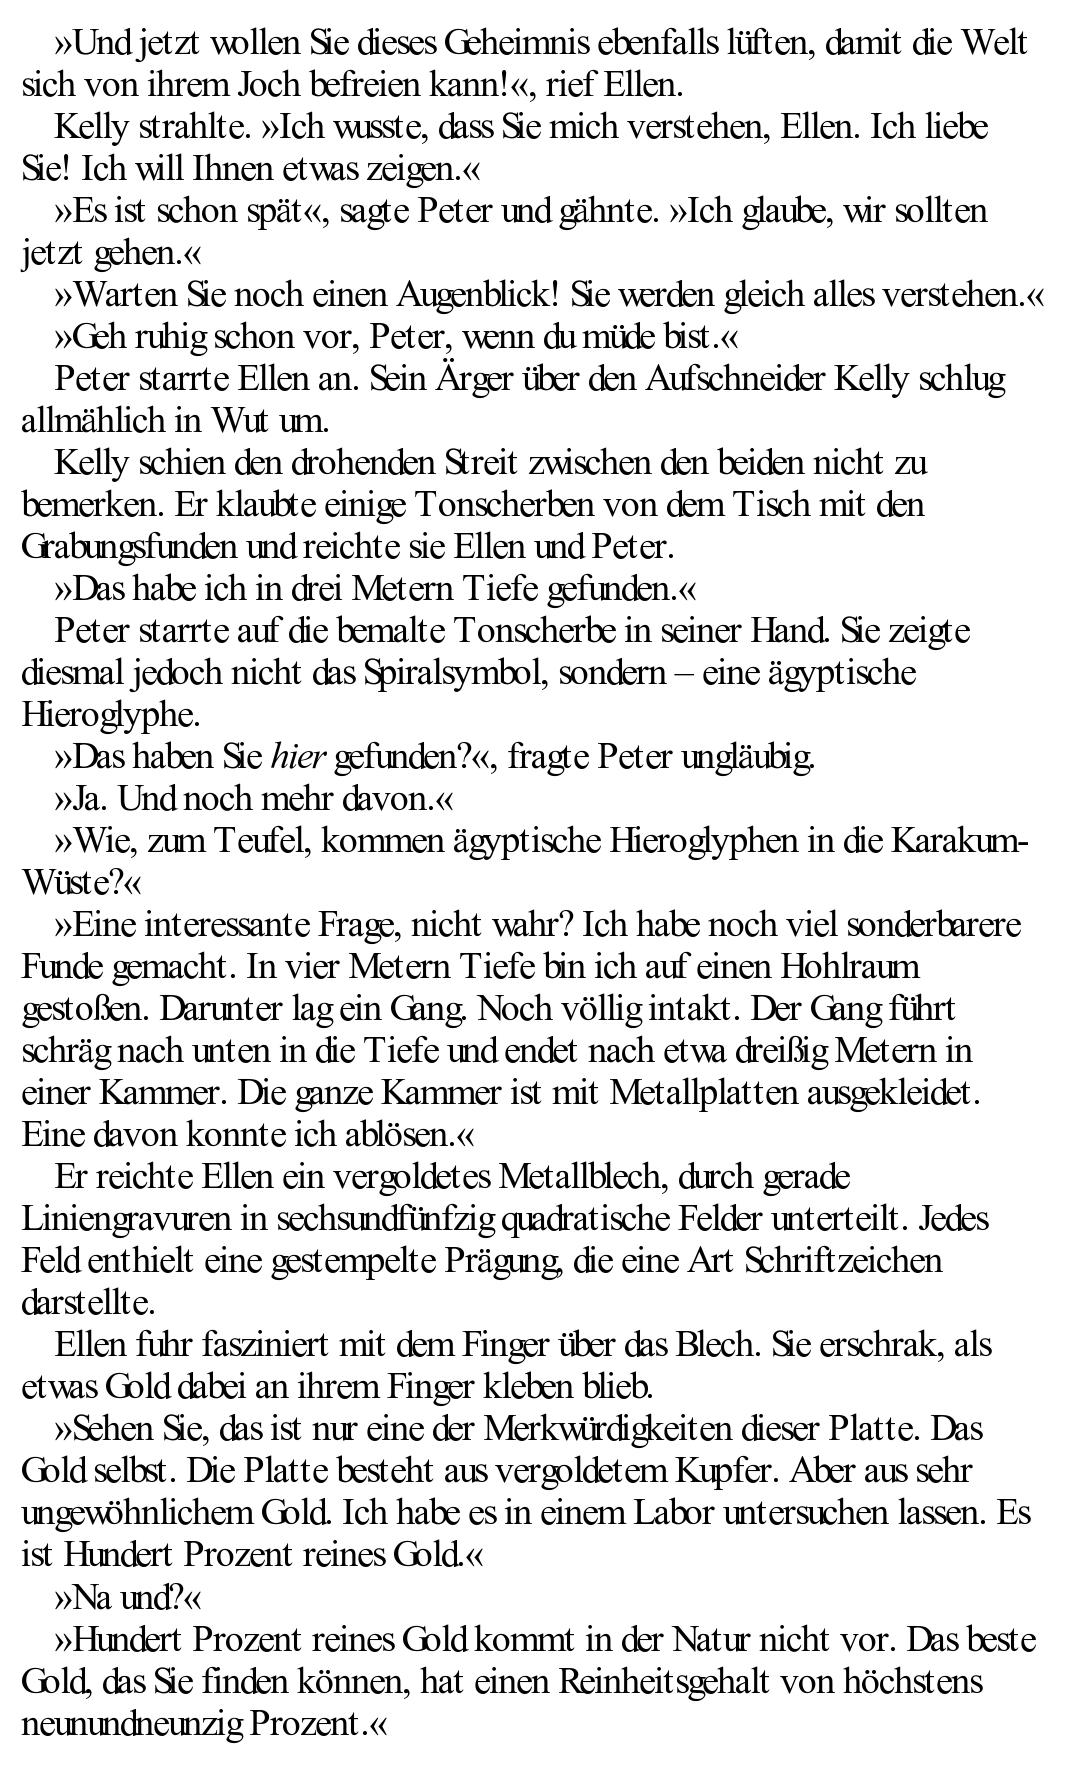 »Und jetzt wollen Sie dieses Geheimnis ebenfalls lüften, damit die Welt
sich von ihrem Joch befreien kann!«, rief Ellen.
Kelly strahlte. »Ich wusste, dass Sie mich verstehen, Ellen. Ich liebe
Sie! Ich will Ihnen etwas zeigen.«
»Es ist schon spät«, sagte Peter und gähnte. »Ich glaube, wir sollten
jetzt gehen.«
»Warten Sie noch einen Augenblick! Sie werden gleich alles verstehen.«
»Geh ruhig schon vor, Peter, wenn du müde bist.«
Peter starrte Ellen an. Sein Ärger über den Aufschneider Kelly schlug
allmählich in Wut um.
Kelly schien den drohenden Streit zwischen den beiden nicht zu
bemerken. Er klaubte einige Tonscherben von dem Tisch mit den
Grabungsfunden und reichte sie Ellen und Peter.
»Das habe ich in drei Metern Tiefe gefunden.«
Peter starrte auf die bemalte Tonscherbe in seiner Hand. Sie zeigte
diesmal jedoch nicht das Spiralsymbol, sondern – eine ägyptische
Hieroglyphe.
»Das haben Sie hier gefunden?«, fragte Peter ungläubig.
»Ja. Und noch mehr davon.«
»Wie, zum Teufel, kommen ägyptische Hieroglyphen in die Karakum-
Wüste?«
»Eine interessante Frage, nicht wahr? Ich habe noch viel sonderbarere
Funde gemacht. In vier Metern Tiefe bin ich auf einen Hohlraum
gestoßen. Darunter lag ein Gang. Noch völlig intakt. Der Gang führt
schräg nach unten in die Tiefe und endet nach etwa dreißig Metern in
einer Kammer. Die ganze Kammer ist mit Metallplatten ausgekleidet.
Eine davon konnte ich ablösen.«
Er reichte Ellen ein vergoldetes Metallblech, durch gerade
Liniengravuren in sechsundfünfzig quadratische Felder unterteilt. Jedes
Feld enthielt eine gestempelte Prägung, die eine Art Schriftzeichen
darstellte.
Ellen fuhr fasziniert mit dem Finger über das Blech. Sie erschrak, als
etwas Gold dabei an ihrem Finger kleben blieb.
»Sehen Sie, das ist nur eine der Merkwürdigkeiten dieser Platte. Das
Gold selbst. Die Platte besteht aus vergoldetem Kupfer. Aber aus sehr
ungewöhnlichem Gold. Ich habe es in einem Labor untersuchen lassen. Es
ist Hundert Prozent reines Gold.«
»Na und?«
»Hundert Prozent reines Gold kommt in der Natur nicht vor. Das beste
Gold, das Sie finden können, hat einen Reinheitsgehalt von höchstens
neunundneunzig Prozent.«